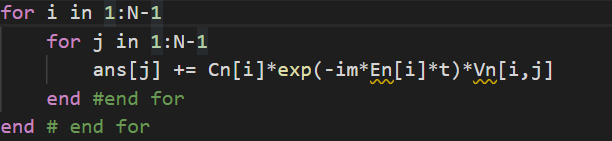 for i in 1:N-1
    for j in 1:N-1
        ans[j] += Cn[i]*exp(-im*En[i]*t)*Vn[i,j]
    end #end for
end # end for